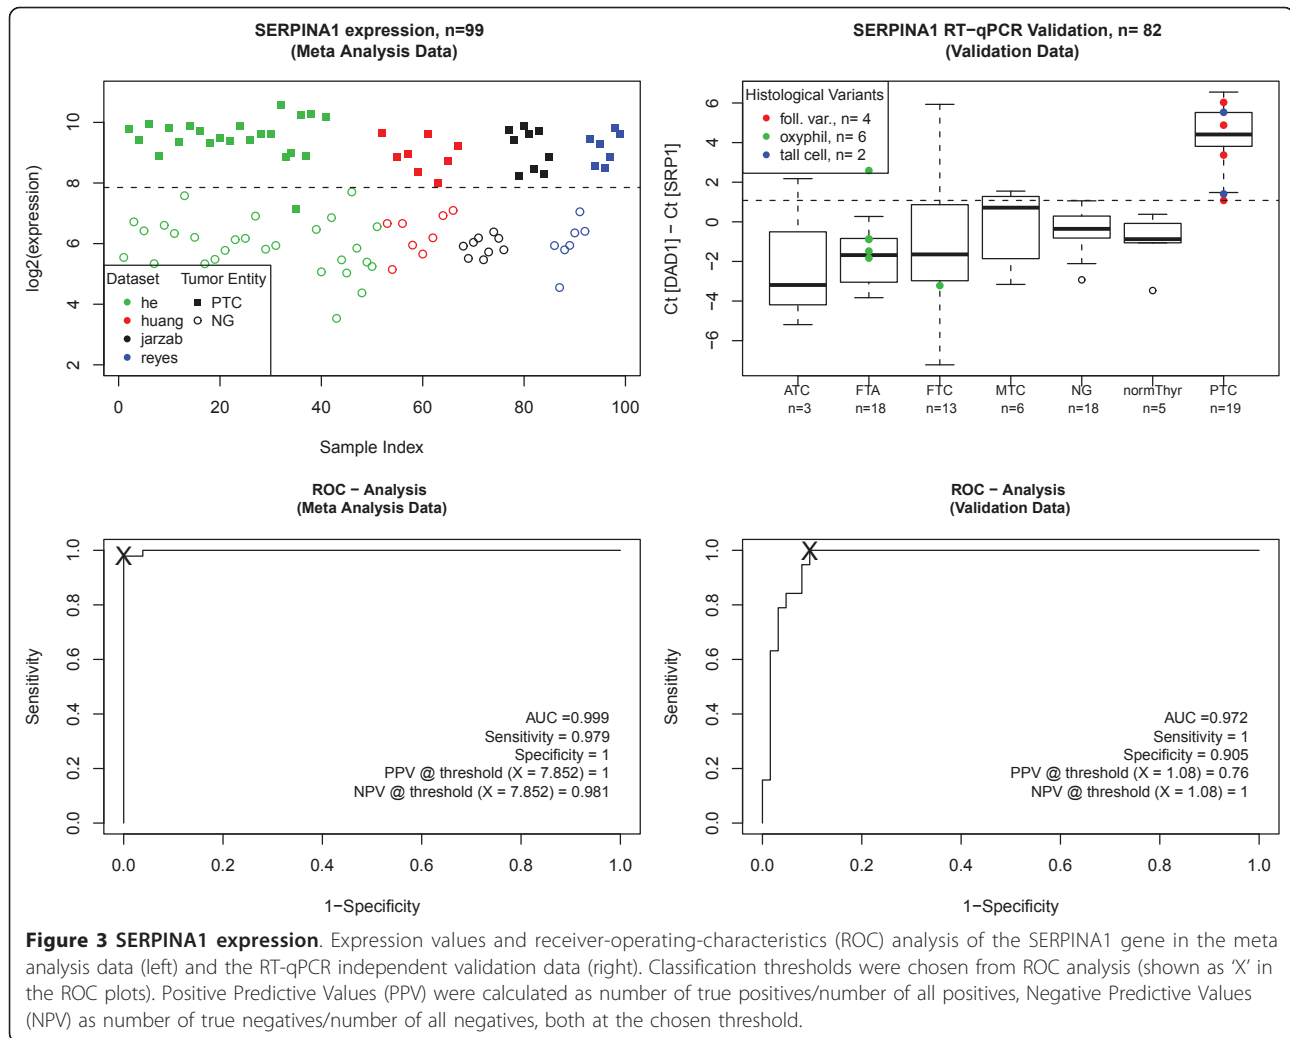 SERPINA1 expression, n=99
(Meta Analysis Data)
log2(expression)
10
8
6
4
2
Dataset
Tumor Entity
he
huang
jarzab
reyes
PTC
NG
0
20
40
60
80
100
Sample Index
SERPINA1 RT−qPCR Validation, n= 82
(Validation Data)
Ct [DAD1] − Ct [SRP1]
6
4
2
0
−2
−4
−6
Histological Variants
foll. var., n= 4
oxyphil, n= 6
tall cell, n= 2
ATC
n=3
FTA
n=18
FTC
n=13
MTC
n=6
NG
n=18
normThyr
n=5
PTC
n=19
ROC − Analysis
(Meta Analysis Data)
Sensitivity
1.0
0.8
0.6
0.4
0.2
0.0
AUC =0.999
Sensitivity = 0.979
Specificity = 1
PPV @ threshold (X = 7.852) = 1
NPV @ threshold (X = 7.852) = 0.981
0.0
0.2
0.4
0.6
0.8
1.0
1−Specificity
ROC − Analysis
(Validation Data)
Sensitivity
1.0
0.8
0.6
0.4
0.2
0.0
AUC =0.972
Sensitivity = 1
Specificity = 0.905
PPV @ threshold (X = 1.08) = 0.76
NPV @ threshold (X = 1.08) = 1
0.0
0.2
0.4
0.6
0.8
1.0
1−Specificity
Figure 3 SERPINA1 expression. Expression values and receiver-operating-characteristics (ROC) analysis of the SERPINA1 gene in the meta
analysis data (left) and the RT-qPCR independent validation data (right). Classification thresholds were chosen from ROC analysis (shown as ‘X’ in
the ROC plots). Positive Predictive Values (PPV) were calculated as number of true positives/number of all positives, Negative Predictive Values
(NPV) as number of true negatives/number of all negatives, both at the chosen threshold.